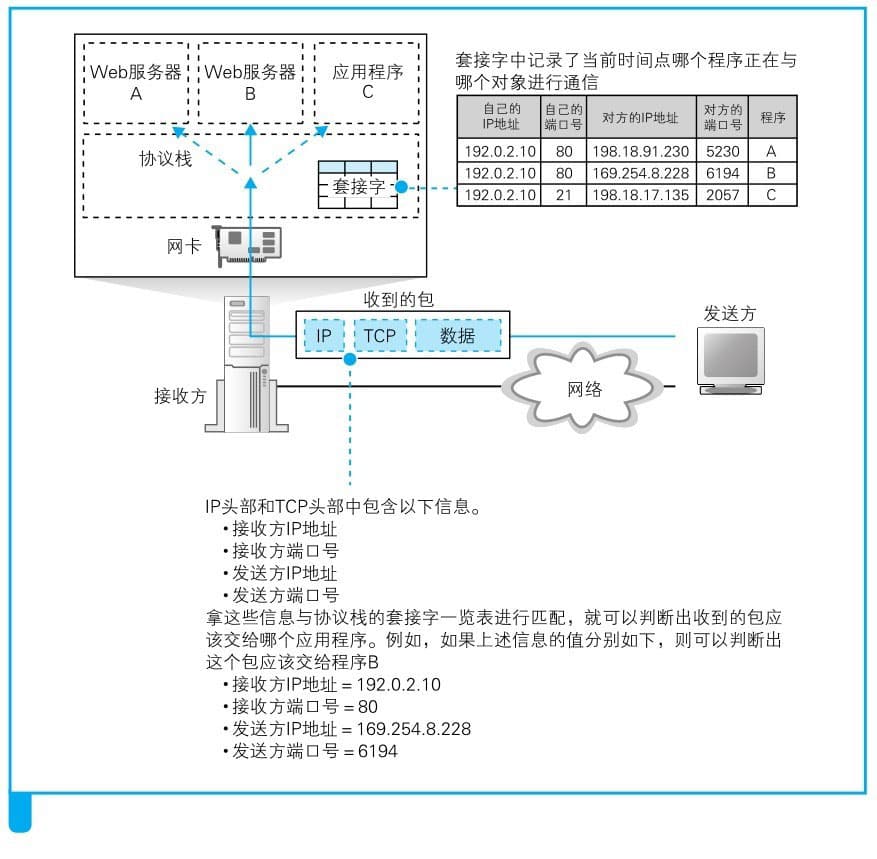 Web服务器
A
Web服务器
B
应用程序
C
协议栈
套接字
网卡
套接字中记录了当前时间点哪个程序正在与
哪个对象进行通信
自己的IP地址 自己的端口号 对方的IP地址 对方的端口号 程序
192.0.2.10 80 198.18.91.230 5230 A
192.0.2.10 80 169.254.8.228 6194 B
192.0.2.10 21 198.18.17.135 2057 C
收到的包
IP TCP 数据
发送方
接收方
网络
IP头部和TCP头部中包含以下信息。
•接收方IP地址
•接收方端口号
•发送方IP地址
•发送方端口号
拿这些信息与协议栈的套接字一览表进行匹配，就可以判断出收到的包应
该交给哪个应用程序。例如，如果上述信息的值分别如下，则可以判断出
这个包应该交给程序B
•接收方IP地址＝192.0.2.10
•接收方端口号＝80
•发送方IP地址＝169.254.8.228
•发送方端口号＝6194